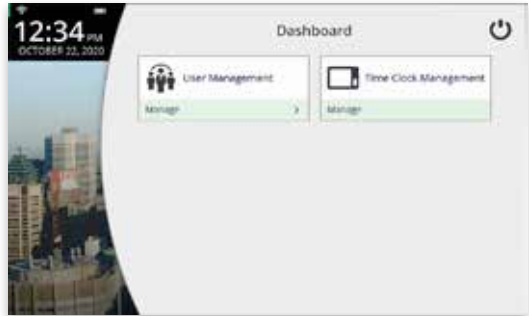 12:34 PM
OCTOBER 22, 2020
Dashboard
User Management
Manage
Time Clock Management
Manage